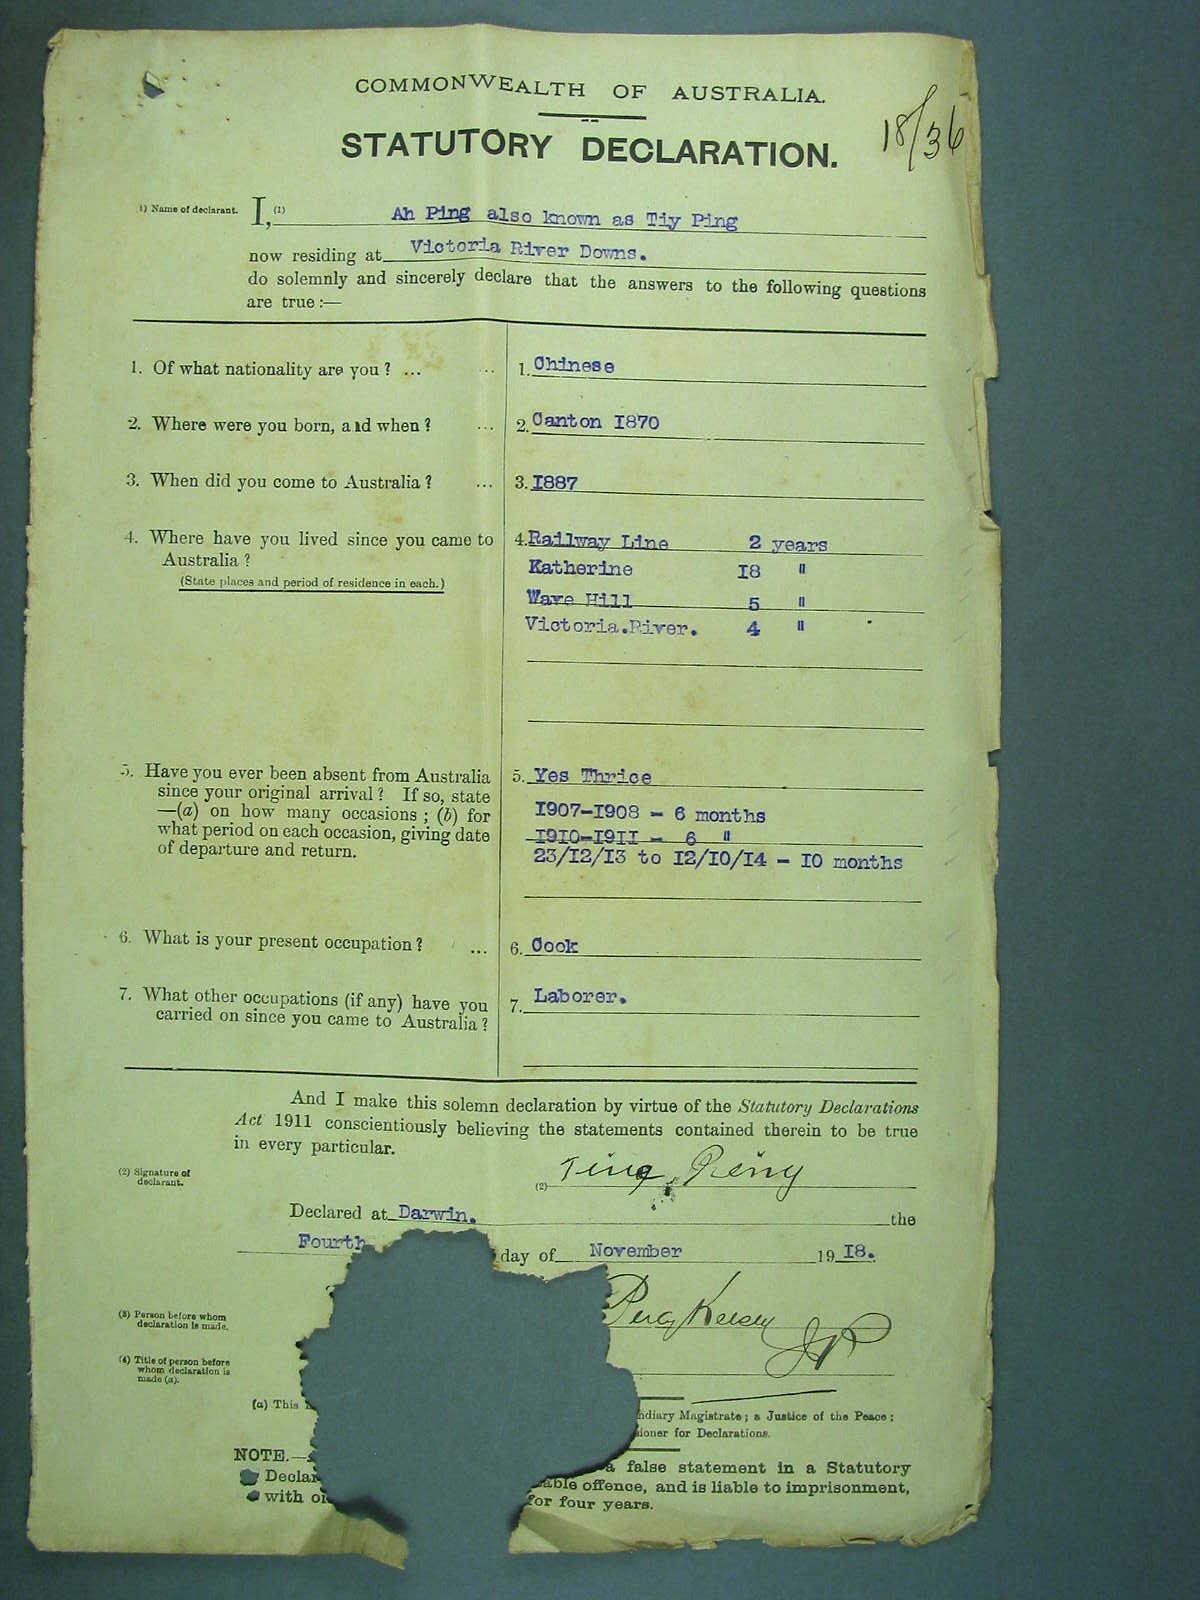 COMMONWEALTH OF AUSTRALIA.
STATUTORY DECLARATION.
18/36
1) Name of declarant. I, (1) Ah Ping also known as Tiy Ping
now residing at Victoria River Downs.
do solemnly and sincerely declare that the answers to the following questions
are true :—
1. Of what nationality are you ? ... ... 1. Chinese
2. Where were you born, and when ? ... 2. Canton 1870
3. When did you come to Australia ? ... 3. 1887
4. Where have you lived since you came to 4. Railway Line 2 years
Australia ?
(State places and period of residence in each.)
Katherine 18 "
Wave Hill 5 "
Victoria.River. 4 "
5. Have you ever been absent from Australia 5. Yes Thrice
since your original arrival ? If so, state
—(a) on how many occasions ; (b) for
what period on each occasion, giving date
of departure and return.
1907-1908 - 6 months
1910-1911 - 6 "
23/12/13 to 12/10/14 - 10 months
6. What is your present occupation ? ... 6. Cook
7. What other occupations (if any) have you 7. Laborer.
carried on since you came to Australia ?
And I make this solemn declaration by virtue of the Statutory Declarations
Act 1911 conscientiously believing the statements contained therein to be true
in every particular.
(2) Signature of
declarant.
(2)
Declared at Darwin. the
Fourth day of November 19 18.
(3) Person before whom
declaration is made.
Percy Kelsey
JP
(4) Title of person before
whom declaration is
made (a).
(a) This ndiary Magistrate ; a Justice of the Peace ;
ioner for Declarations.
NOTE.— a false statement in a Statutory
Declar able offence, and is liable to imprisonment,
with or for four years.